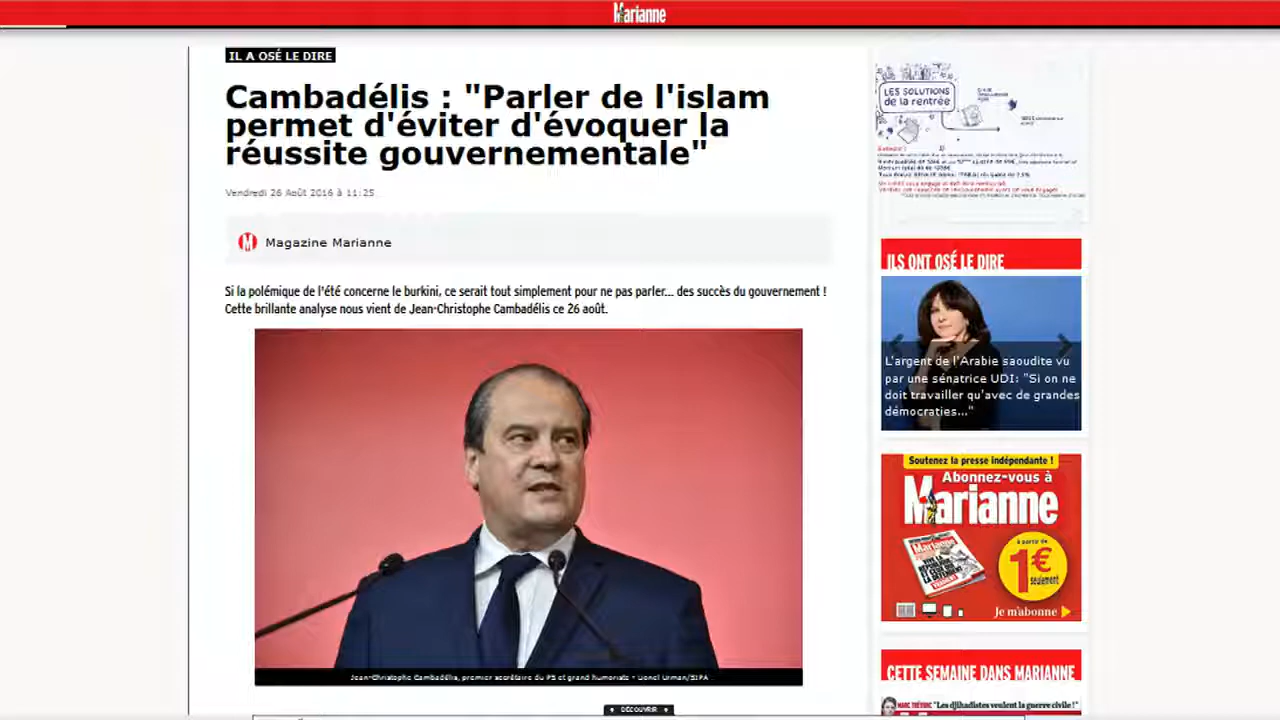 Marianne
IL A OSÉ LE DIRE
Cambadélis : "Parler de l'islam
permet d'éviter d'évoquer la
réussite gouvernementale"
Vendredi 26 Août 2016 à 11:25
Magazine Marianne
Si la polémique de l'été concerne le burkini, ce serait tout simplement pour ne pas parler... des succès du gouvernement !
Cette brillante analyse nous vient de Jean-Christophe Cambadélis ce 26 août.
Jean-Christophe Cambadélis, premier secrétaire du PS et grand humoriste - Lionel Urman/SIPA
DÉCOUVRIR
LES SOLUTIONS
de la rentrée
ILS ONT OSÉ LE DIRE
L'argent de l'Arabie saoudite vu
par une sénatrice UDI: "Si on ne
doit travailler qu'avec de grandes
démocraties..."
Soutenez la presse indépendante !
Abonnez-vous à
Marianne
à partir de
1€
seulement
Je m'abonne
CETTE SEMAINE DANS MARIANNE
MARC TRÉVIDIC "Les djihadistes veulent la guerre civile !"